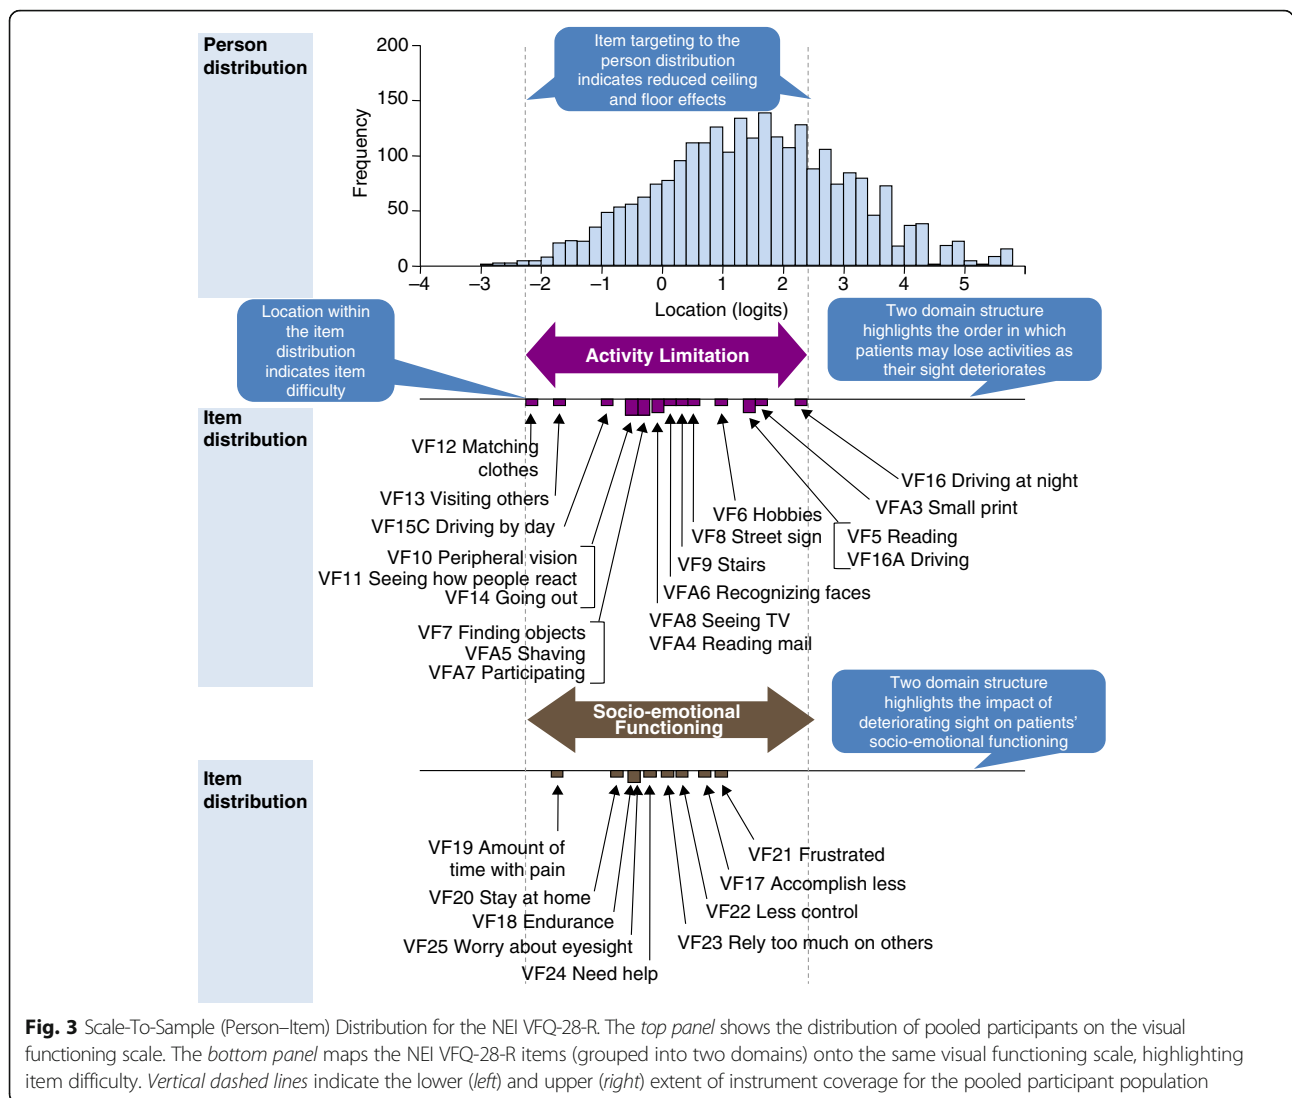 Person
distribution
200
150
100
50
0
Frequency
Item targeting to the
person distribution
indicates reduced ceiling
and floor effects
–4 –3 –2 –1 0 1 2 3 4 5
Location (logits)
Location within
the item
distribution
indicates item
difficulty
Activity Limitation
Two domain structure
highlights the order in which
patients may lose activities as
their sight deteriorates
Item
distribution
VF12 Matching
clothes
VF13 Visiting others
VF15C Driving by day
VF10 Peripheral vision
VF11 Seeing how people react
VF14 Going out
VF7 Finding objects
VFA5 Shaving
VFA7 Participating
VF16 Driving at night
VFA3 Small print
VF5 Reading
VF16A Driving
VF6 Hobbies
VF8 Street sign
VF9 Stairs
VFA6 Recognizing faces
VFA8 Seeing TV
VFA4 Reading mail
Socio-emotional
Functioning
Two domain structure
highlights the impact of
deteriorating sight on patients’
socio-emotional functioning
Item
distribution
VF19 Amount of
time with pain
VF20 Stay at home
VF18 Endurance
VF25 Worry about eyesight
VF24 Need help
VF21 Frustrated
VF17 Accomplish less
VF22 Less control
VF23 Rely too much on others
Fig. 3 Scale-To-Sample (Person–Item) Distribution for the NEI VFQ-28-R. The top panel shows the distribution of pooled participants on the visual
functioning scale. The bottom panel maps the NEI VFQ-28-R items (grouped into two domains) onto the same visual functioning scale, highlighting
item difficulty. Vertical dashed lines indicate the lower (left) and upper (right) extent of instrument coverage for the pooled participant population